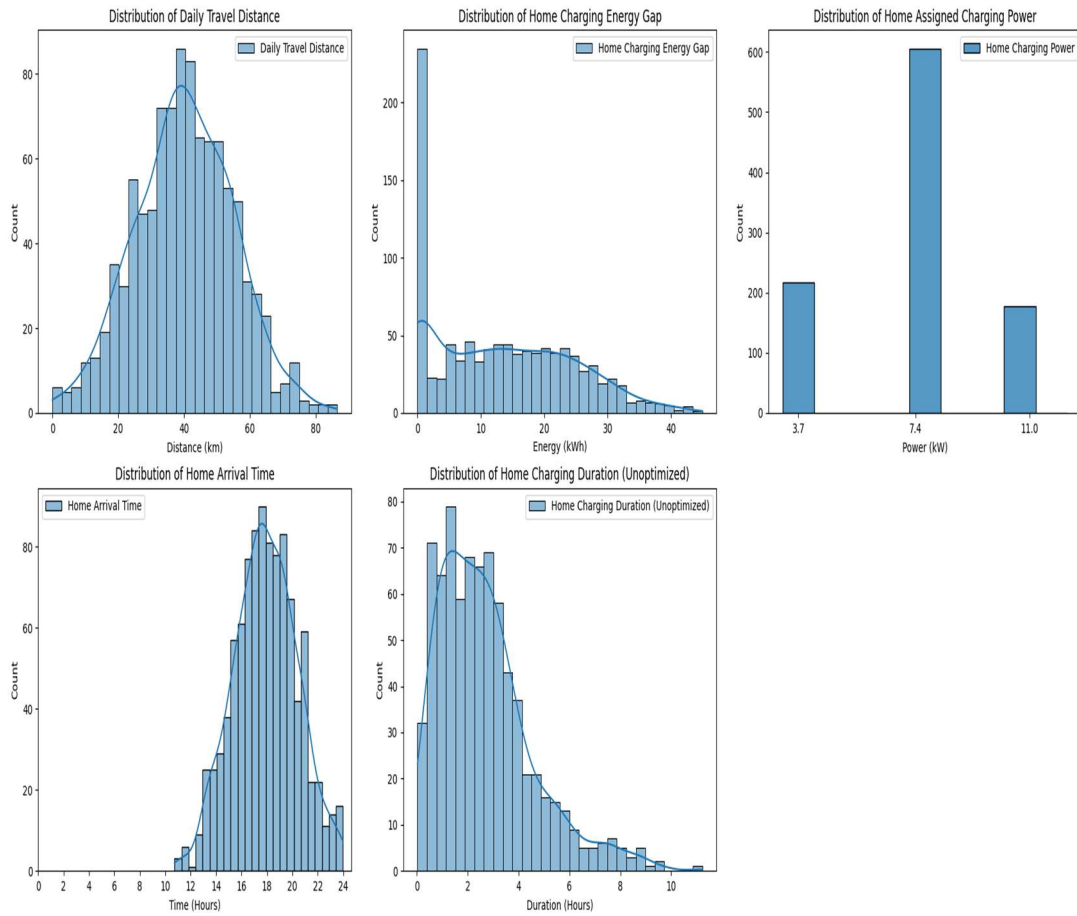 Distribution of Daily Travel Distance
Daily Travel Distance
80
60
40
20
0
Count
0 20 40 60 80
Distance (km)
Distribution of Home Charging Energy Gap
Home Charging Energy Gap
200
150
100
50
0
Count
0 10 20 30 40
Energy (kWh)
Distribution of Home Assigned Charging Power
Home Charging Power
600
500
400
300
200
100
0
Count
3.7 7.4 11.0
Power (kW)
Distribution of Home Arrival Time
Home Arrival Time
80
60
40
20
0
Count
0 2 4 6 8 10 12 14 16 18 20 22 24
Time (Hours)
Distribution of Home Charging Duration (Unoptimized)
Home Charging Duration (Unoptimized)
80
70
60
50
40
30
20
10
0
Count
0 2 4 6 8 10
Duration (Hours)